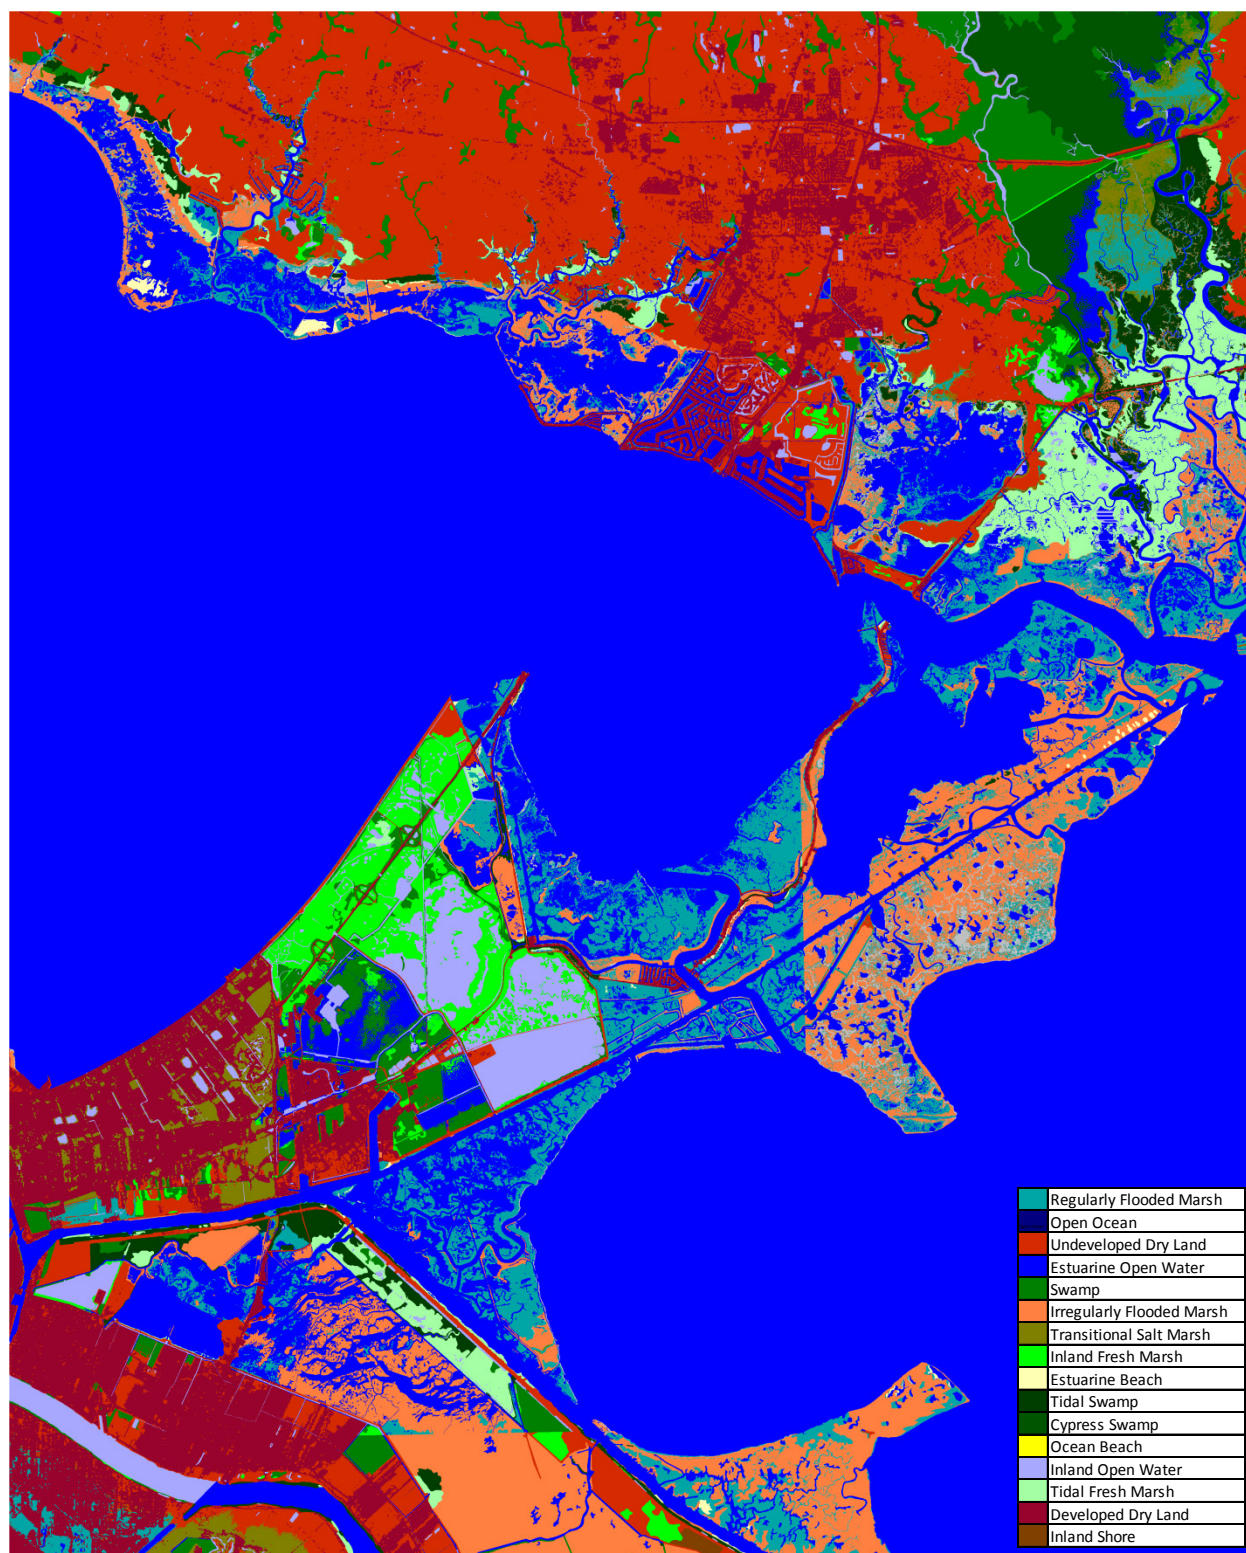 Regularly Flooded Marsh
Open Ocean
Undeveloped Dry Land
Estuarine Open Water
Swamp
Irregularly Flooded Marsh
Transitional Salt Marsh
Inland Fresh Marsh
Estuarine Beach
Tidal Swamp
Cypress Swamp
Ocean Beach
Inland Open Water
Tidal Fresh Marsh
Developed Dry Land
Inland Shore